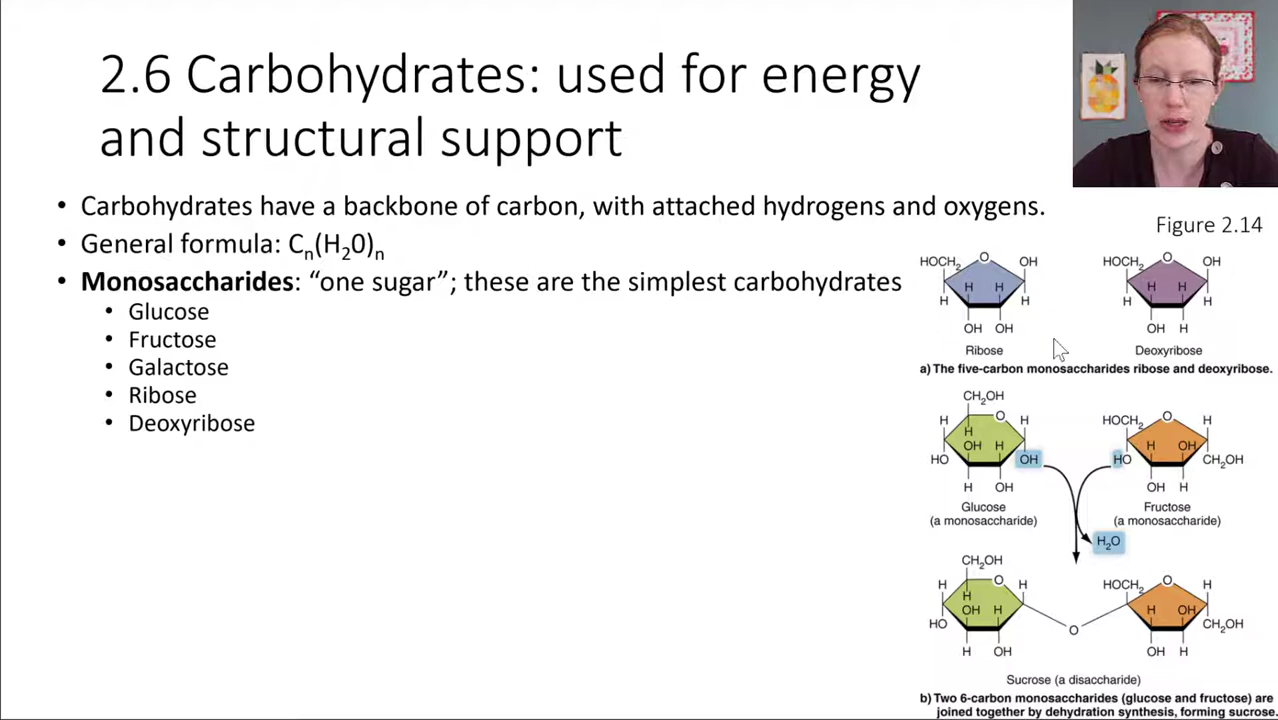 2.6 Carbohydrates: used for energy
and structural support
• Carbohydrates have a backbone of carbon, with attached hydrogens and oxygens.
• General formula: Cn(H20)n
• Monosaccharides: “one sugar”; these are the simplest carbohydrates
• Glucose
• Fructose
• Galactose
• Ribose
• Deoxyribose
Figure 2.14
HOCH2 O OH
H H
H H
OH OH
Ribose
HOCH2 O OH
H H
H H
OH H
Deoxyribose
a) The five-carbon monosaccharides ribose and deoxyribose.
CH2OH
H O H
H
OH H
HO OH
H OH
Glucose
(a monosaccharide)
HOCH2 O H
H OH
HO CH2OH
OH H
Fructose
(a monosaccharide)
H2O
CH2OH
H O H
H
OH H
HO
H OH
O
HOCH2 O H
H OH
CH2OH
OH H
Sucrose (a disaccharide)
b) Two 6-carbon monosaccharides (glucose and fructose) are
joined together by dehydration synthesis, forming sucrose.